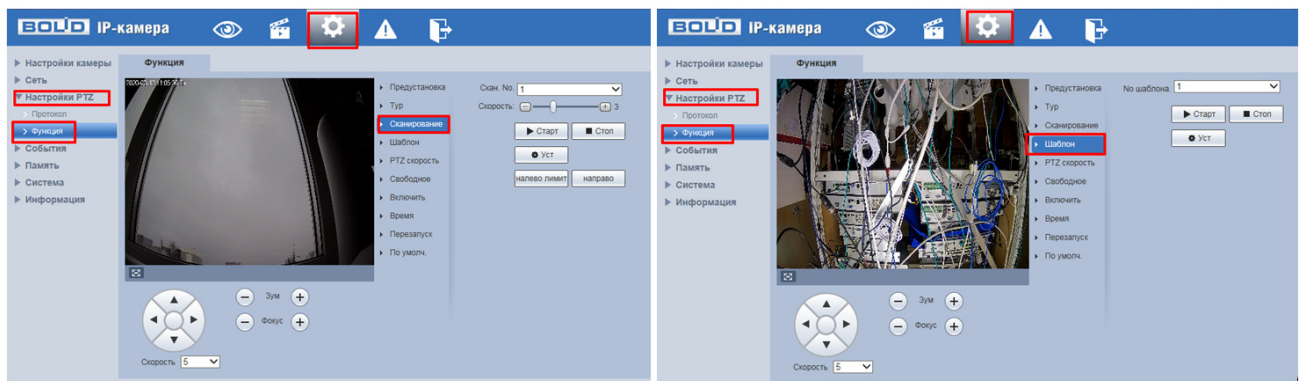 BOLID IP-камера
Настройки камеры
Сеть
Настройки PTZ
Протокол
Функция
События
Память
Система
Информация
Функция
Предустановка
Тур
Сканирование
Шаблон
PTZ скорость
Свободное
Включить
Время
Перезапуск
По умолч.
Скан. No. 1
Скорость: 3
Старт Стоп
Уст
налево лимит направо
Зум
Фокус
Скорость 5
BOLID IP-камера
Настройки камеры
Сеть
Настройки PTZ
Протокол
Функция
События
Память
Система
Информация
Функция
Предустановка
Тур
Сканирование
Шаблон
PTZ скорость
Свободное
Включить
Время
Перезапуск
По умолч.
No шаблона. 1
Старт Стоп
Уст
Зум
Фокус
Скорость 5